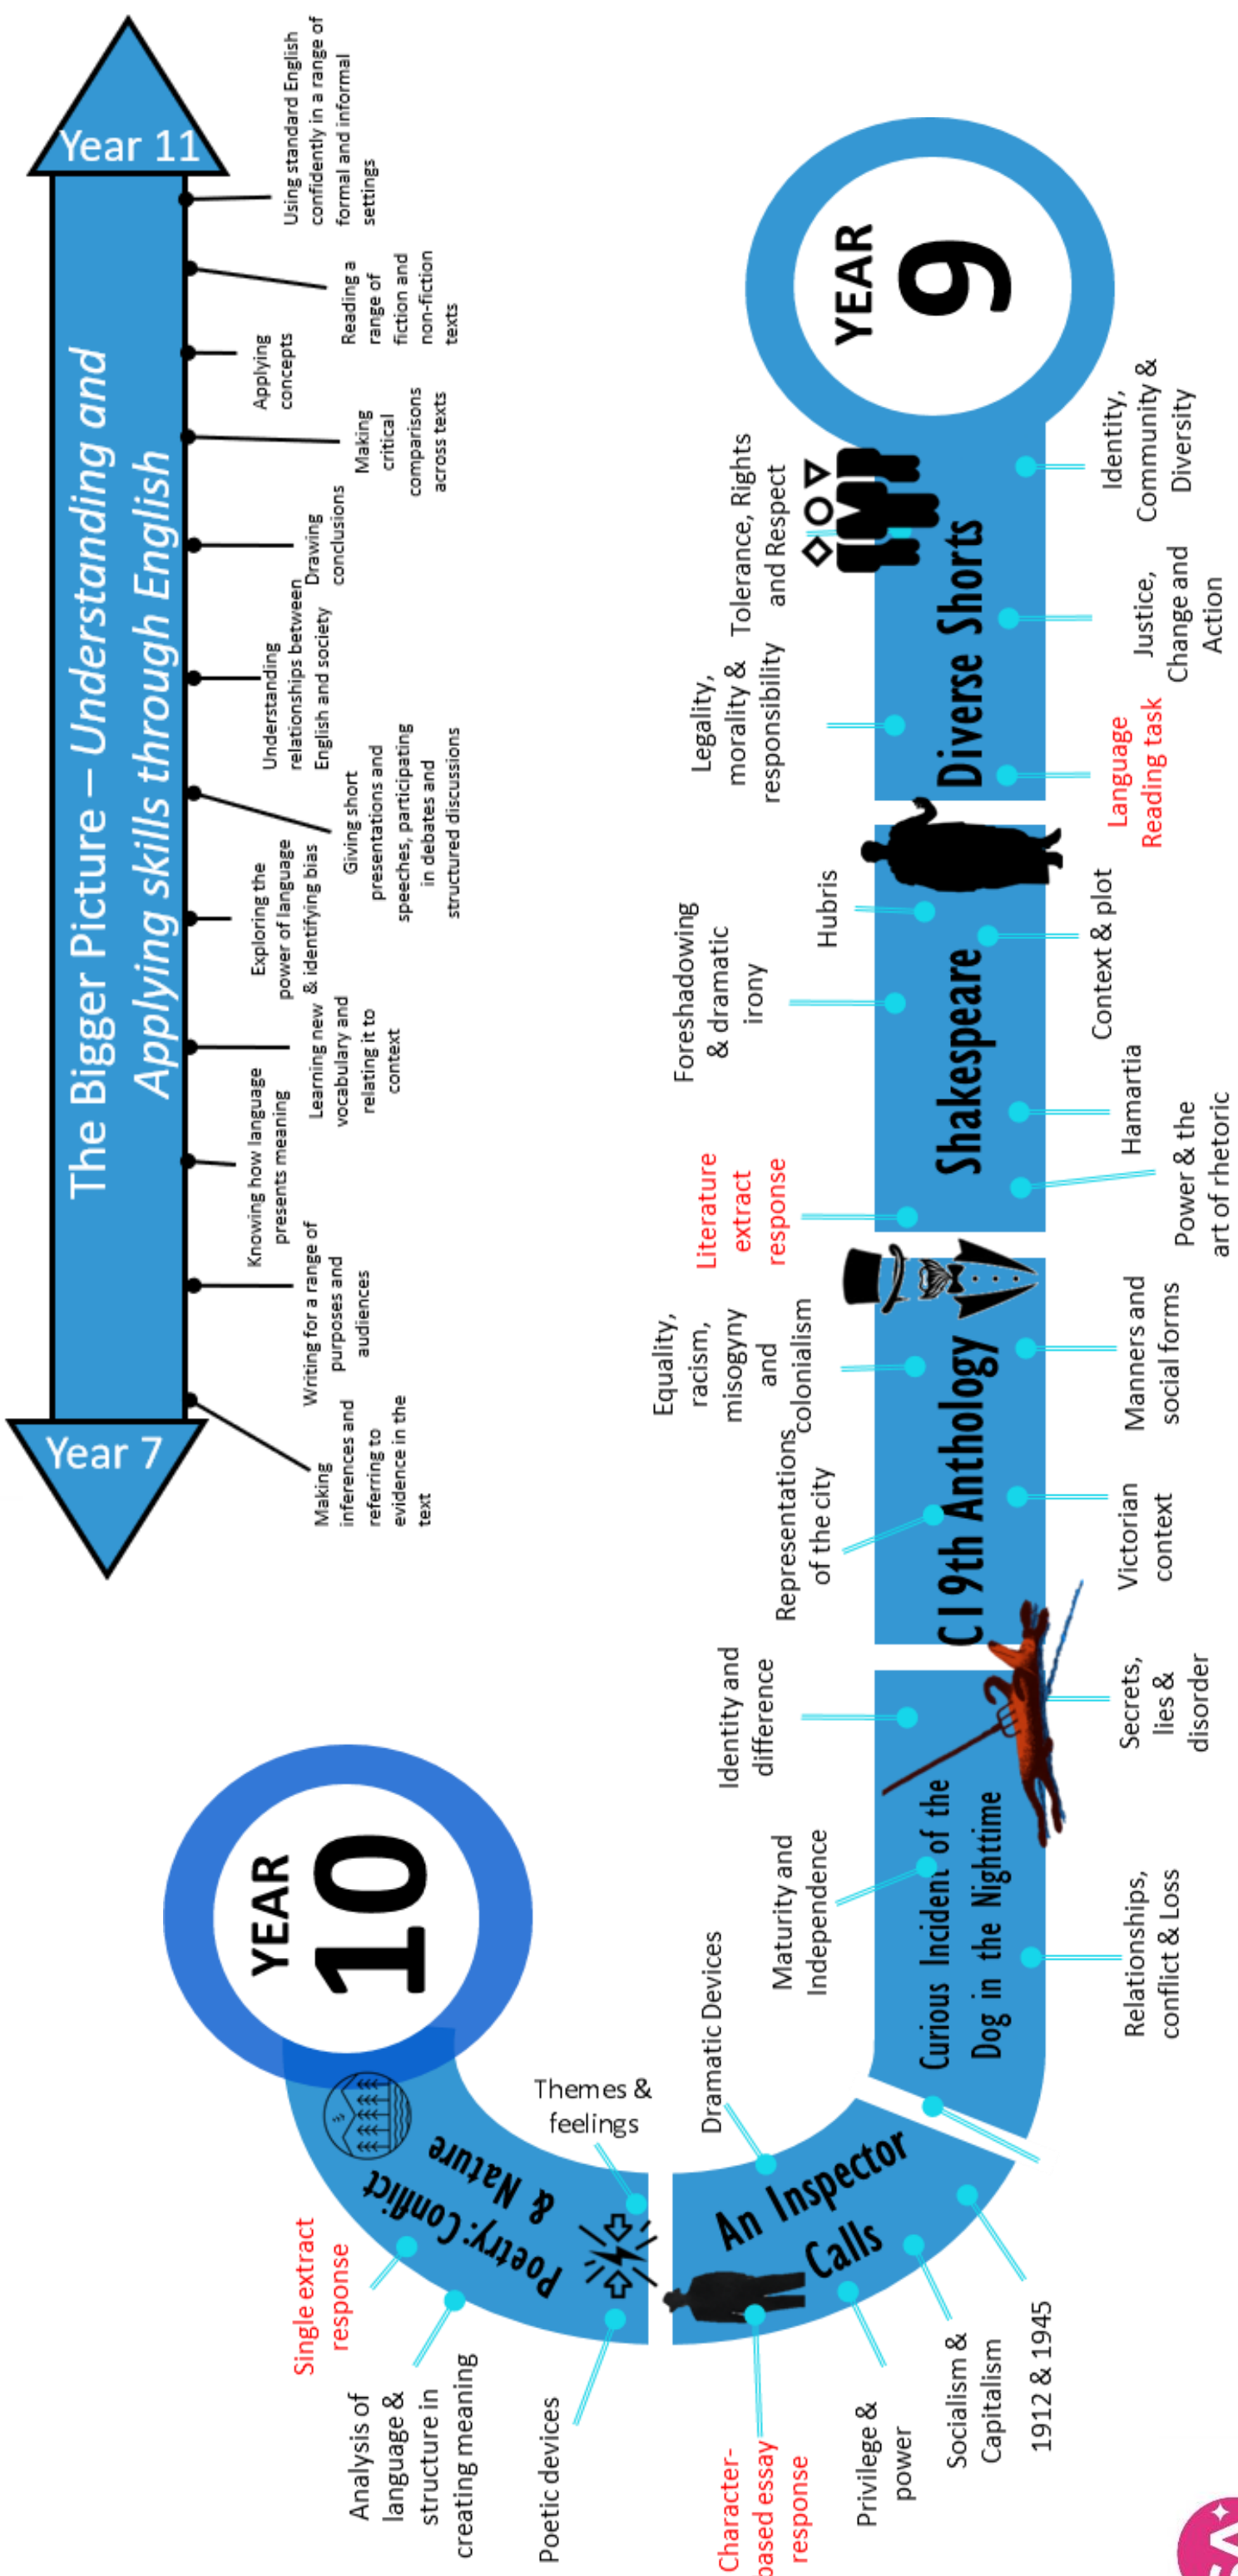 The Bigger Picture – Understanding and
Applying skills through English
Year 7
Year 11
Making
inferences and
referring to
evidence in the
text
Writing for a range of
purposes and
audiences
Knowing how language
presents meaning
Learning new
vocabulary and
relating it to
context
Exploring the
power of language
& identifying bias
Giving short
presentations and
speeches, participating
in debates and
structured discussions
Understanding
relationships between
English and society
Drawing
conclusions
Making
critical
comparisons
across texts
Applying
concepts
Reading a
range of
fiction and
non-fiction
texts
Using standard English
confidently in a range of
formal and informal
settings
YEAR
9
Diverse Shorts
Tolerance, Rights
and Respect
Legality,
morality &
responsibility
Identity,
Community &
Diversity
Justice,
Change and
Action
Language
Reading task
Shakespeare
Hubris
Foreshadowing
& dramatic
irony
Literature
extract
response
Context & plot
Hamartia
Power & the
art of rhetoric
C19th Anthology
Equality,
racism,
misogyny
and
colonialism
Representations
of the city
Manners and
social forms
Victorian
context
Curious Incident of the
Dog in the Nighttime
Identity and
difference
Maturity and
Independence
Secrets,
lies &
disorder
Relationships,
conflict & Loss
An Inspector
Calls
Dramatic Devices
1912 & 1945
Socialism &
Capitalism
Privilege &
power
Character-
based essay
response
Poetry: Conflict
& Nature
Themes &
feelings
Poetic devices
Analysis of
language &
structure in
creating meaning
Single extract
response
YEAR
10